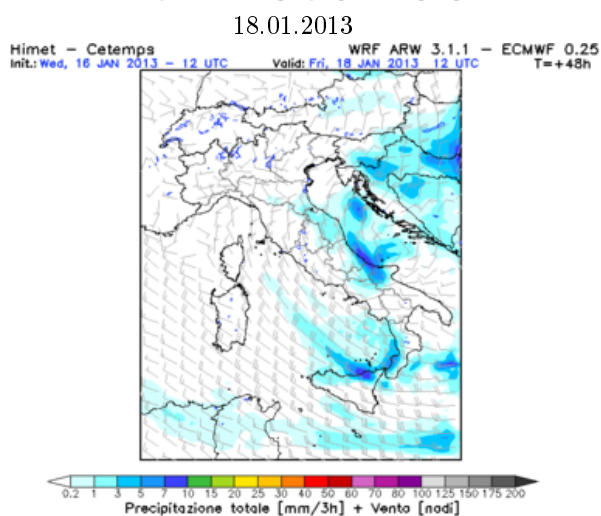 18.01.2013
Himet – Cetemps WRF ARW 3.1.1 – ECMWF 0.25
Init.: Wed, 16 JAN 2013 – 12 UTC Valid: Fri, 18 JAN 2013 12 UTC T=+48h
0.2 1 3 5 7 10 15 20 25 30 40 50 60 70 80 100 125 150 175 200
Precipitazione totale [mm/3h] + Vento [nodi]